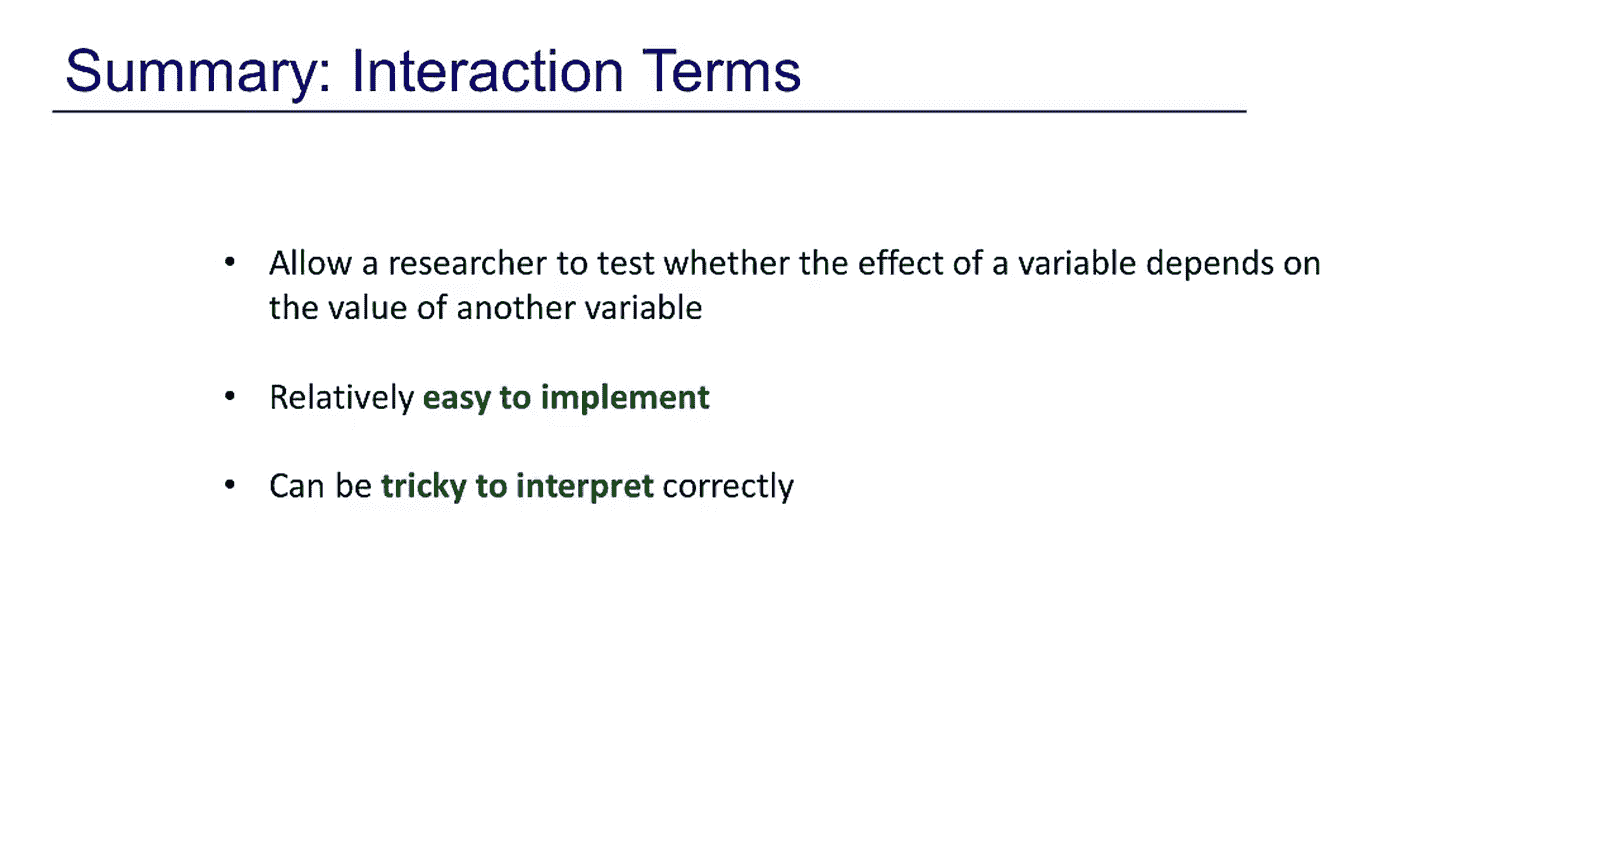 Summary: Interaction Terms
• Allow a researcher to test whether the effect of a variable depends on
the value of another variable
• Relatively easy to implement
• Can be tricky to interpret correctly